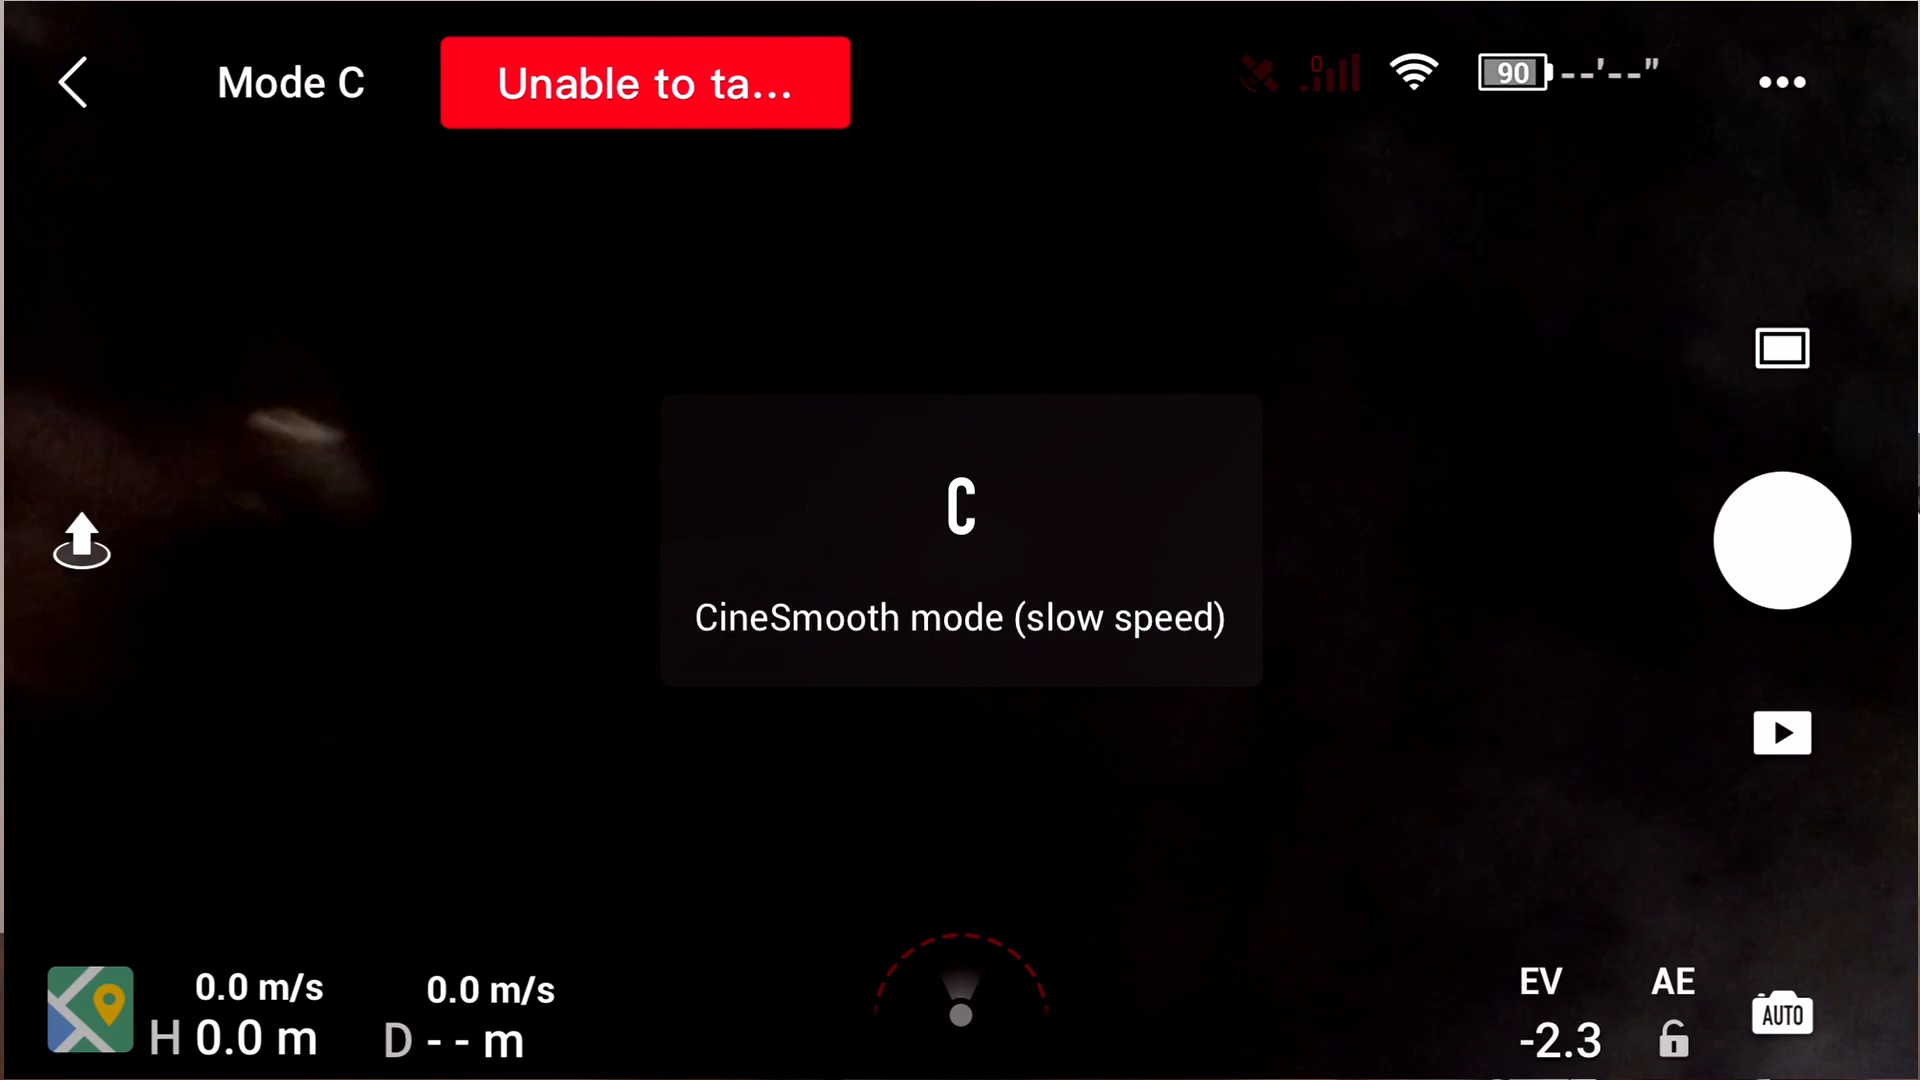 Mode C
Unable to ta...
0
90
--'--"
C
CineSmooth mode (slow speed)
0.0 m/s
0.0 m/s
H 0.0 m
D - - m
EV
AE
-2.3
AUTO